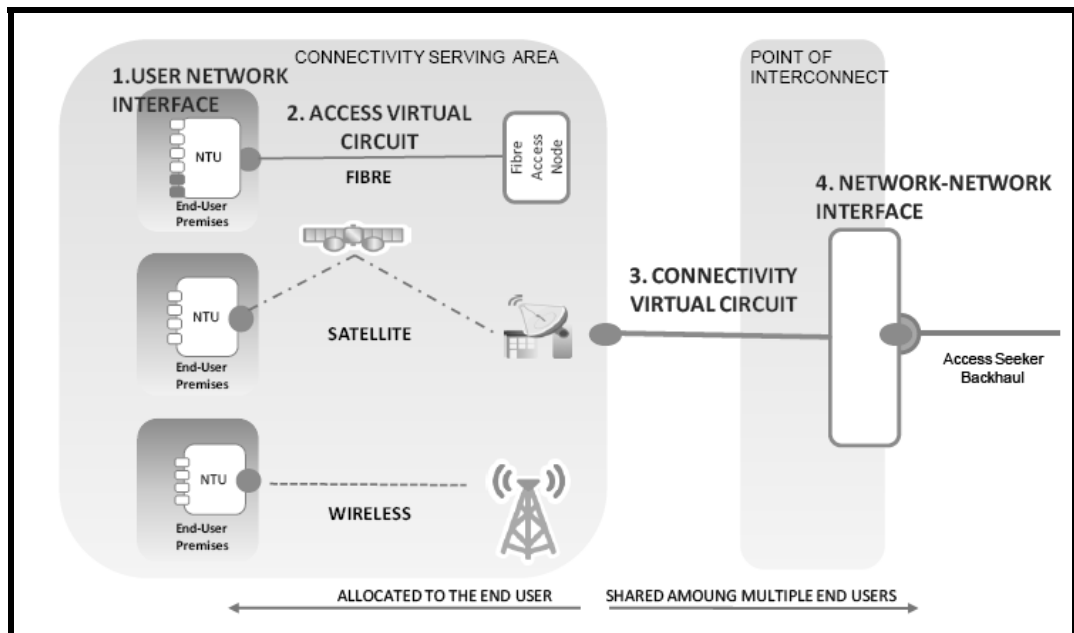 CONNECTIVITY SERVING AREA
POINT OF
INTERCONNECT
1.USER NETWORK
INTERFACE
2. ACCESS VIRTUAL
CIRCUIT
NTU
FIBRE
Fibre
Access
Node
End-User
Premises
4. NETWORK-NETWORK
INTERFACE
3. CONNECTIVITY
VIRTUAL CIRCUIT
NTU
SATELLITE
End-User
Premises
Access Seeker
Backhaul
NTU
WIRELESS
End-User
Premises
ALLOCATED TO THE END USER
SHARED AMOUNG MULTIPLE END USERS